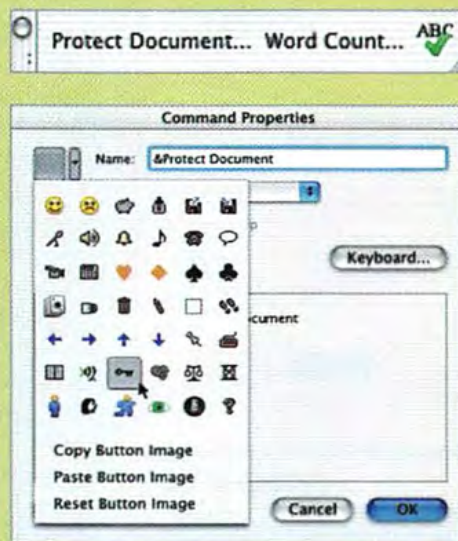 Protect Document... Word Count... ABC
Command Properties
Name: &Protect Document
Keyboard...
cument
Copy Button Image
Paste Button Image
Reset Button Image
Cancel OK